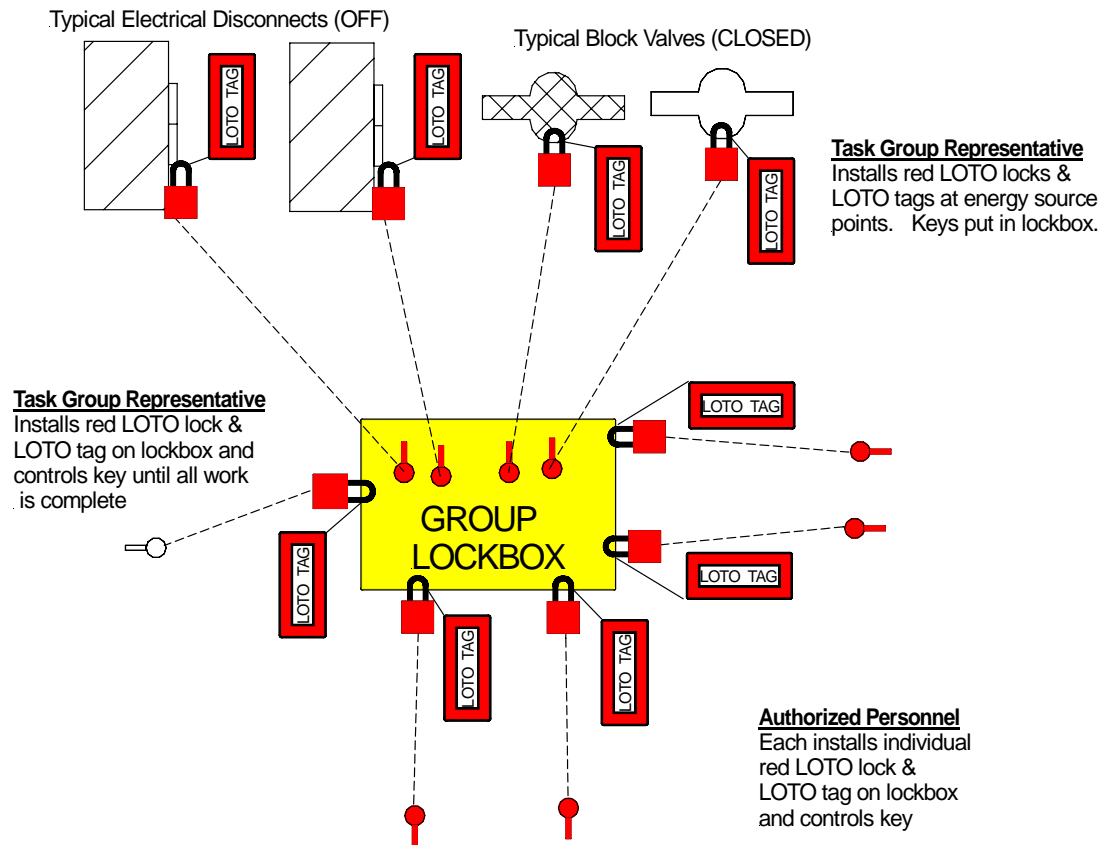 Typical Electrical Disconnects (OFF)
Typical Block Valves (CLOSED)
LOTO TAG
LOTO TAG
LOTO TAG
LOTO TAG
Task Group Representative
Installs red LOTO locks &
LOTO tags at energy source
points. Keys put in lockbox.
Task Group Representative
Installs red LOTO lock &
LOTO tag on lockbox and
controls key until all work
is complete
LOTO TAG
GROUP
LOCKBOX
LOTO TAG
LOTO TAG
LOTO TAG
LOTO TAG
Authorized Personnel
Each installs individual
red LOTO lock &
LOTO tag on lockbox
and controls key